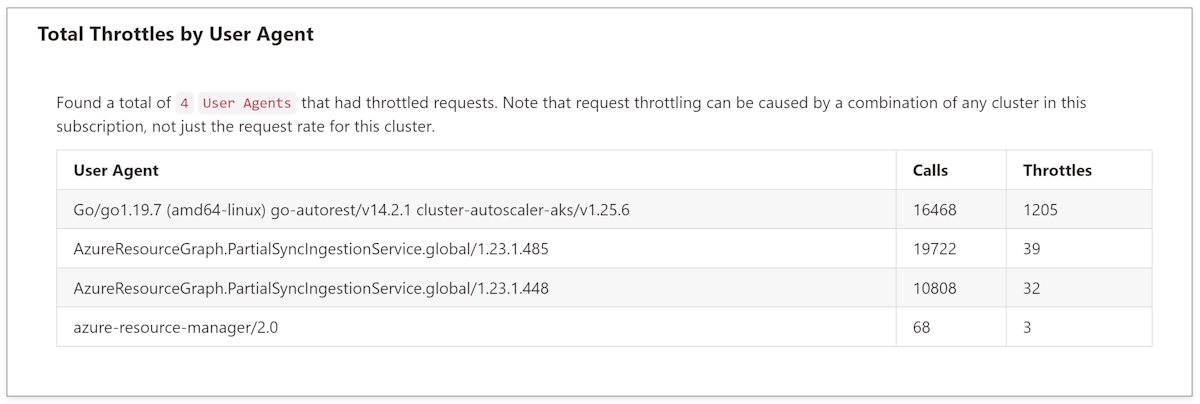 Total Throttles by User Agent
Found a total of 4 User Agents that had throttled requests. Note that request throttling can be caused by a combination of any cluster in this
subscription, not just the request rate for this cluster.
User Agent Calls Throttles
Go/go1.19.7 (amd64-linux) go-autorest/v14.2.1 cluster-autoscaler-aks/v1.25.6 16468 1205
AzureResourceGraph.PartialSyncIngestionService.global/1.23.1.485 19722 39
AzureResourceGraph.PartialSyncIngestionService.global/1.23.1.448 10808 32
azure-resource-manager/2.0 68 3